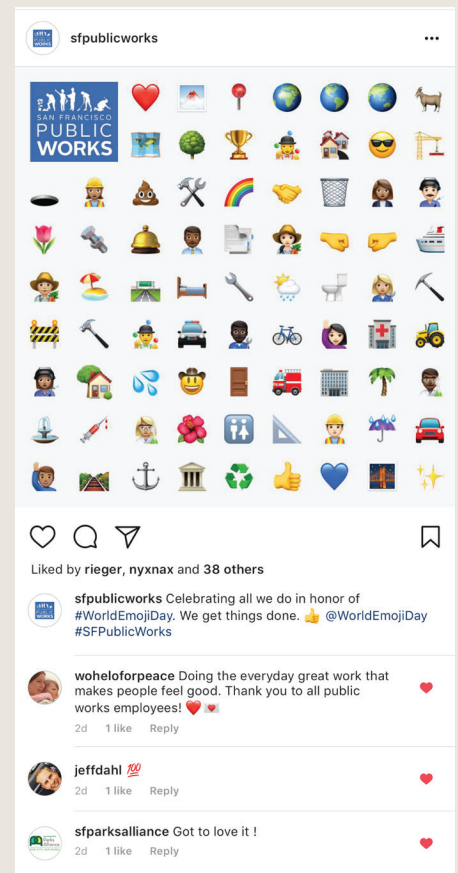 sfpublicworks
SAN FRANCISCO
PUBLIC
WORKS
Liked by rieger, nyxnax and 38 others
sfpublicworks Celebrating all we do in honor of
#WorldEmojiDay. We get things done. 👍 @WorldEmojiDay
#SFPublicWorks
woheloforpeace Doing the everyday great work that
makes people feel good. Thank you to all public
works employees! ❤️💌
2d 1 like Reply
jeffdahl 💯
2d 1 like Reply
sfparksalliance Got to love it !
2d 1 like Reply